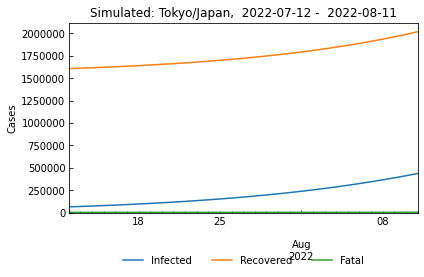 Simulated: Tokyo/Japan,  2022-07-12 -  2022-08-11
Cases
2000000
1750000
1500000
1250000
1000000
750000
500000
250000
0
18
25
08
Aug
2022
Infected
Recovered
Fatal